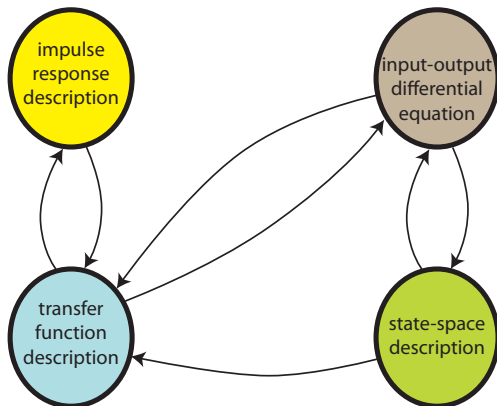 impulse
response
description
input-output
differential
equation
transfer
function
description
state-space
description